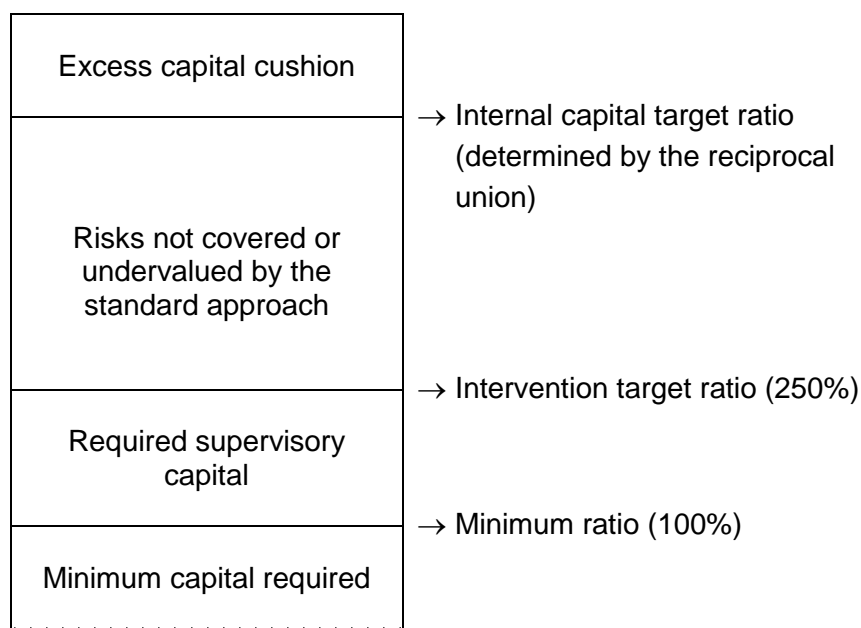 Excess capital cushion
→ Internal capital target ratio
(determined by the reciprocal
union)
Risks not covered or
undervalued by the
standard approach
→ Intervention target ratio (250%)
Required supervisory
capital
→ Minimum ratio (100%)
Minimum capital required